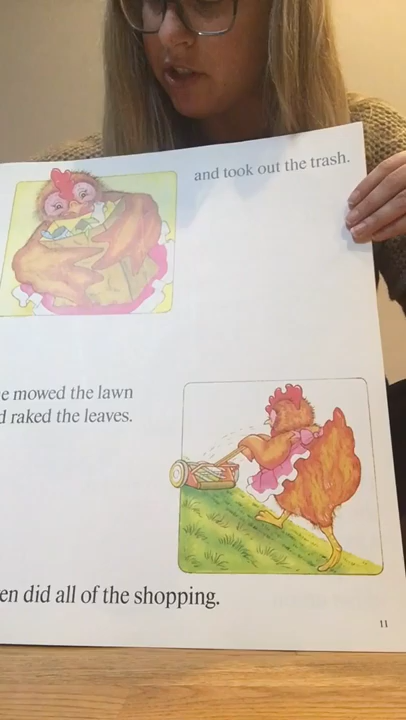 and took out the trash.
e mowed the lawn
d raked the leaves.
en did all of the shopping.
11